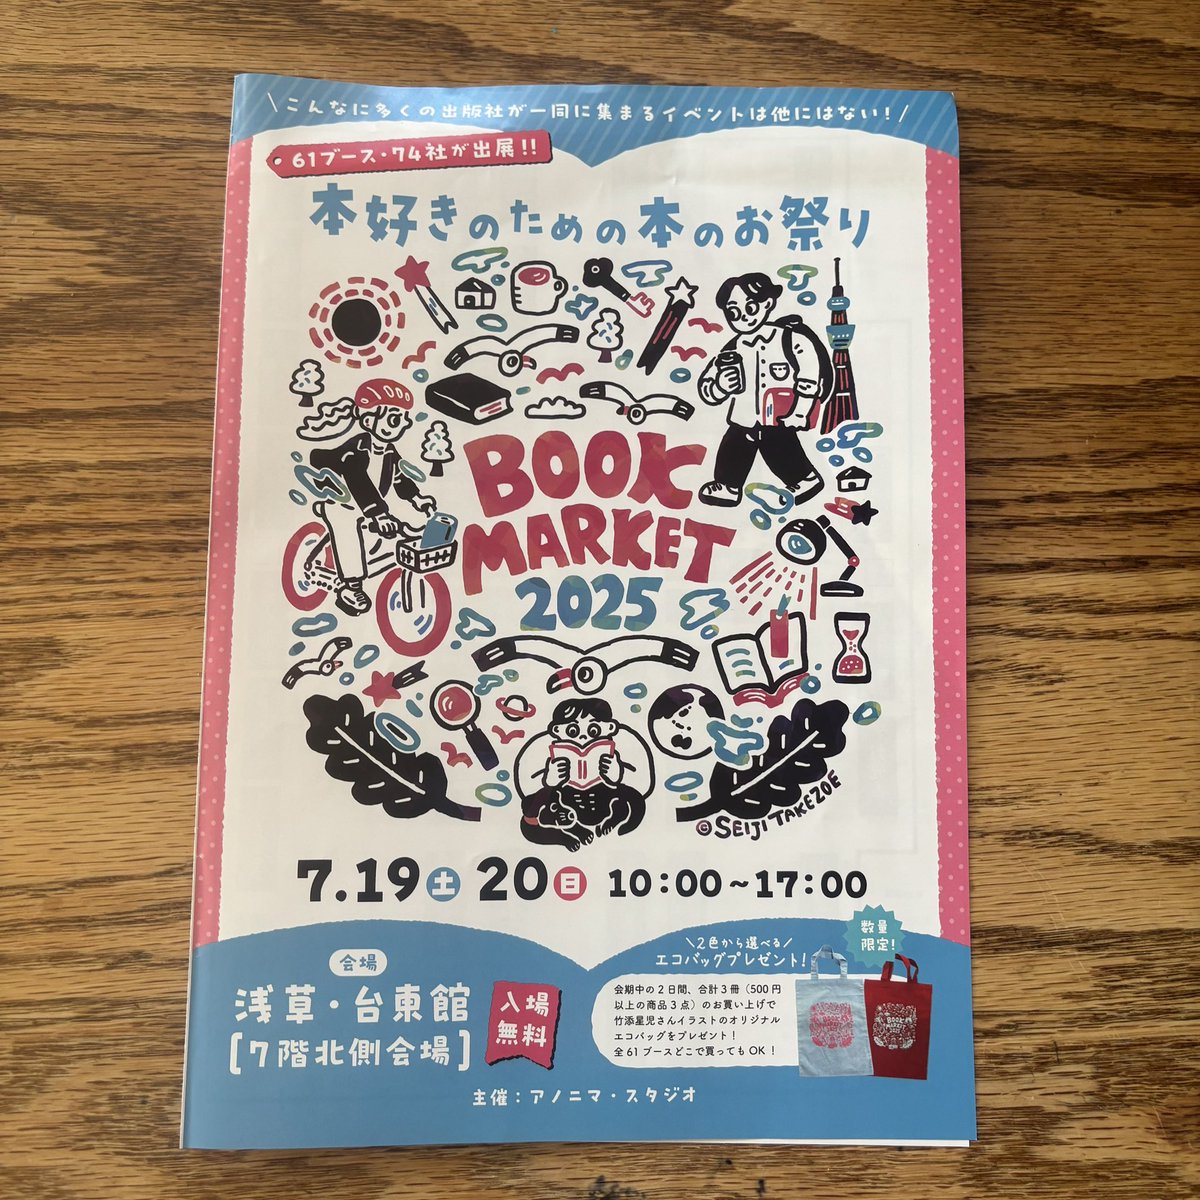 \こんなに多くの出版社が一同に集まるイベントは他にはない!/
61ブース・74社が出展!!
本好きのための本のお祭り
BOOK
MARKET
2025
©SEIJI TAKEZOE
7.19 土 20 日 10:00~17:00
会場
浅草・台東館
[7階北側会場]
入場
無料
\2色から選べる/
エコバッグプレゼント!
数量
限定!
会期中の2日間、合計3冊(500円
以上の商品3点)のお買い上げで
竹添星児さんイラストのオリジナル
エコバッグをプレゼント!
全61ブースどこで買ってもOK!
BOOK
MARKET
2025
主催:アノニマ・スタジオ